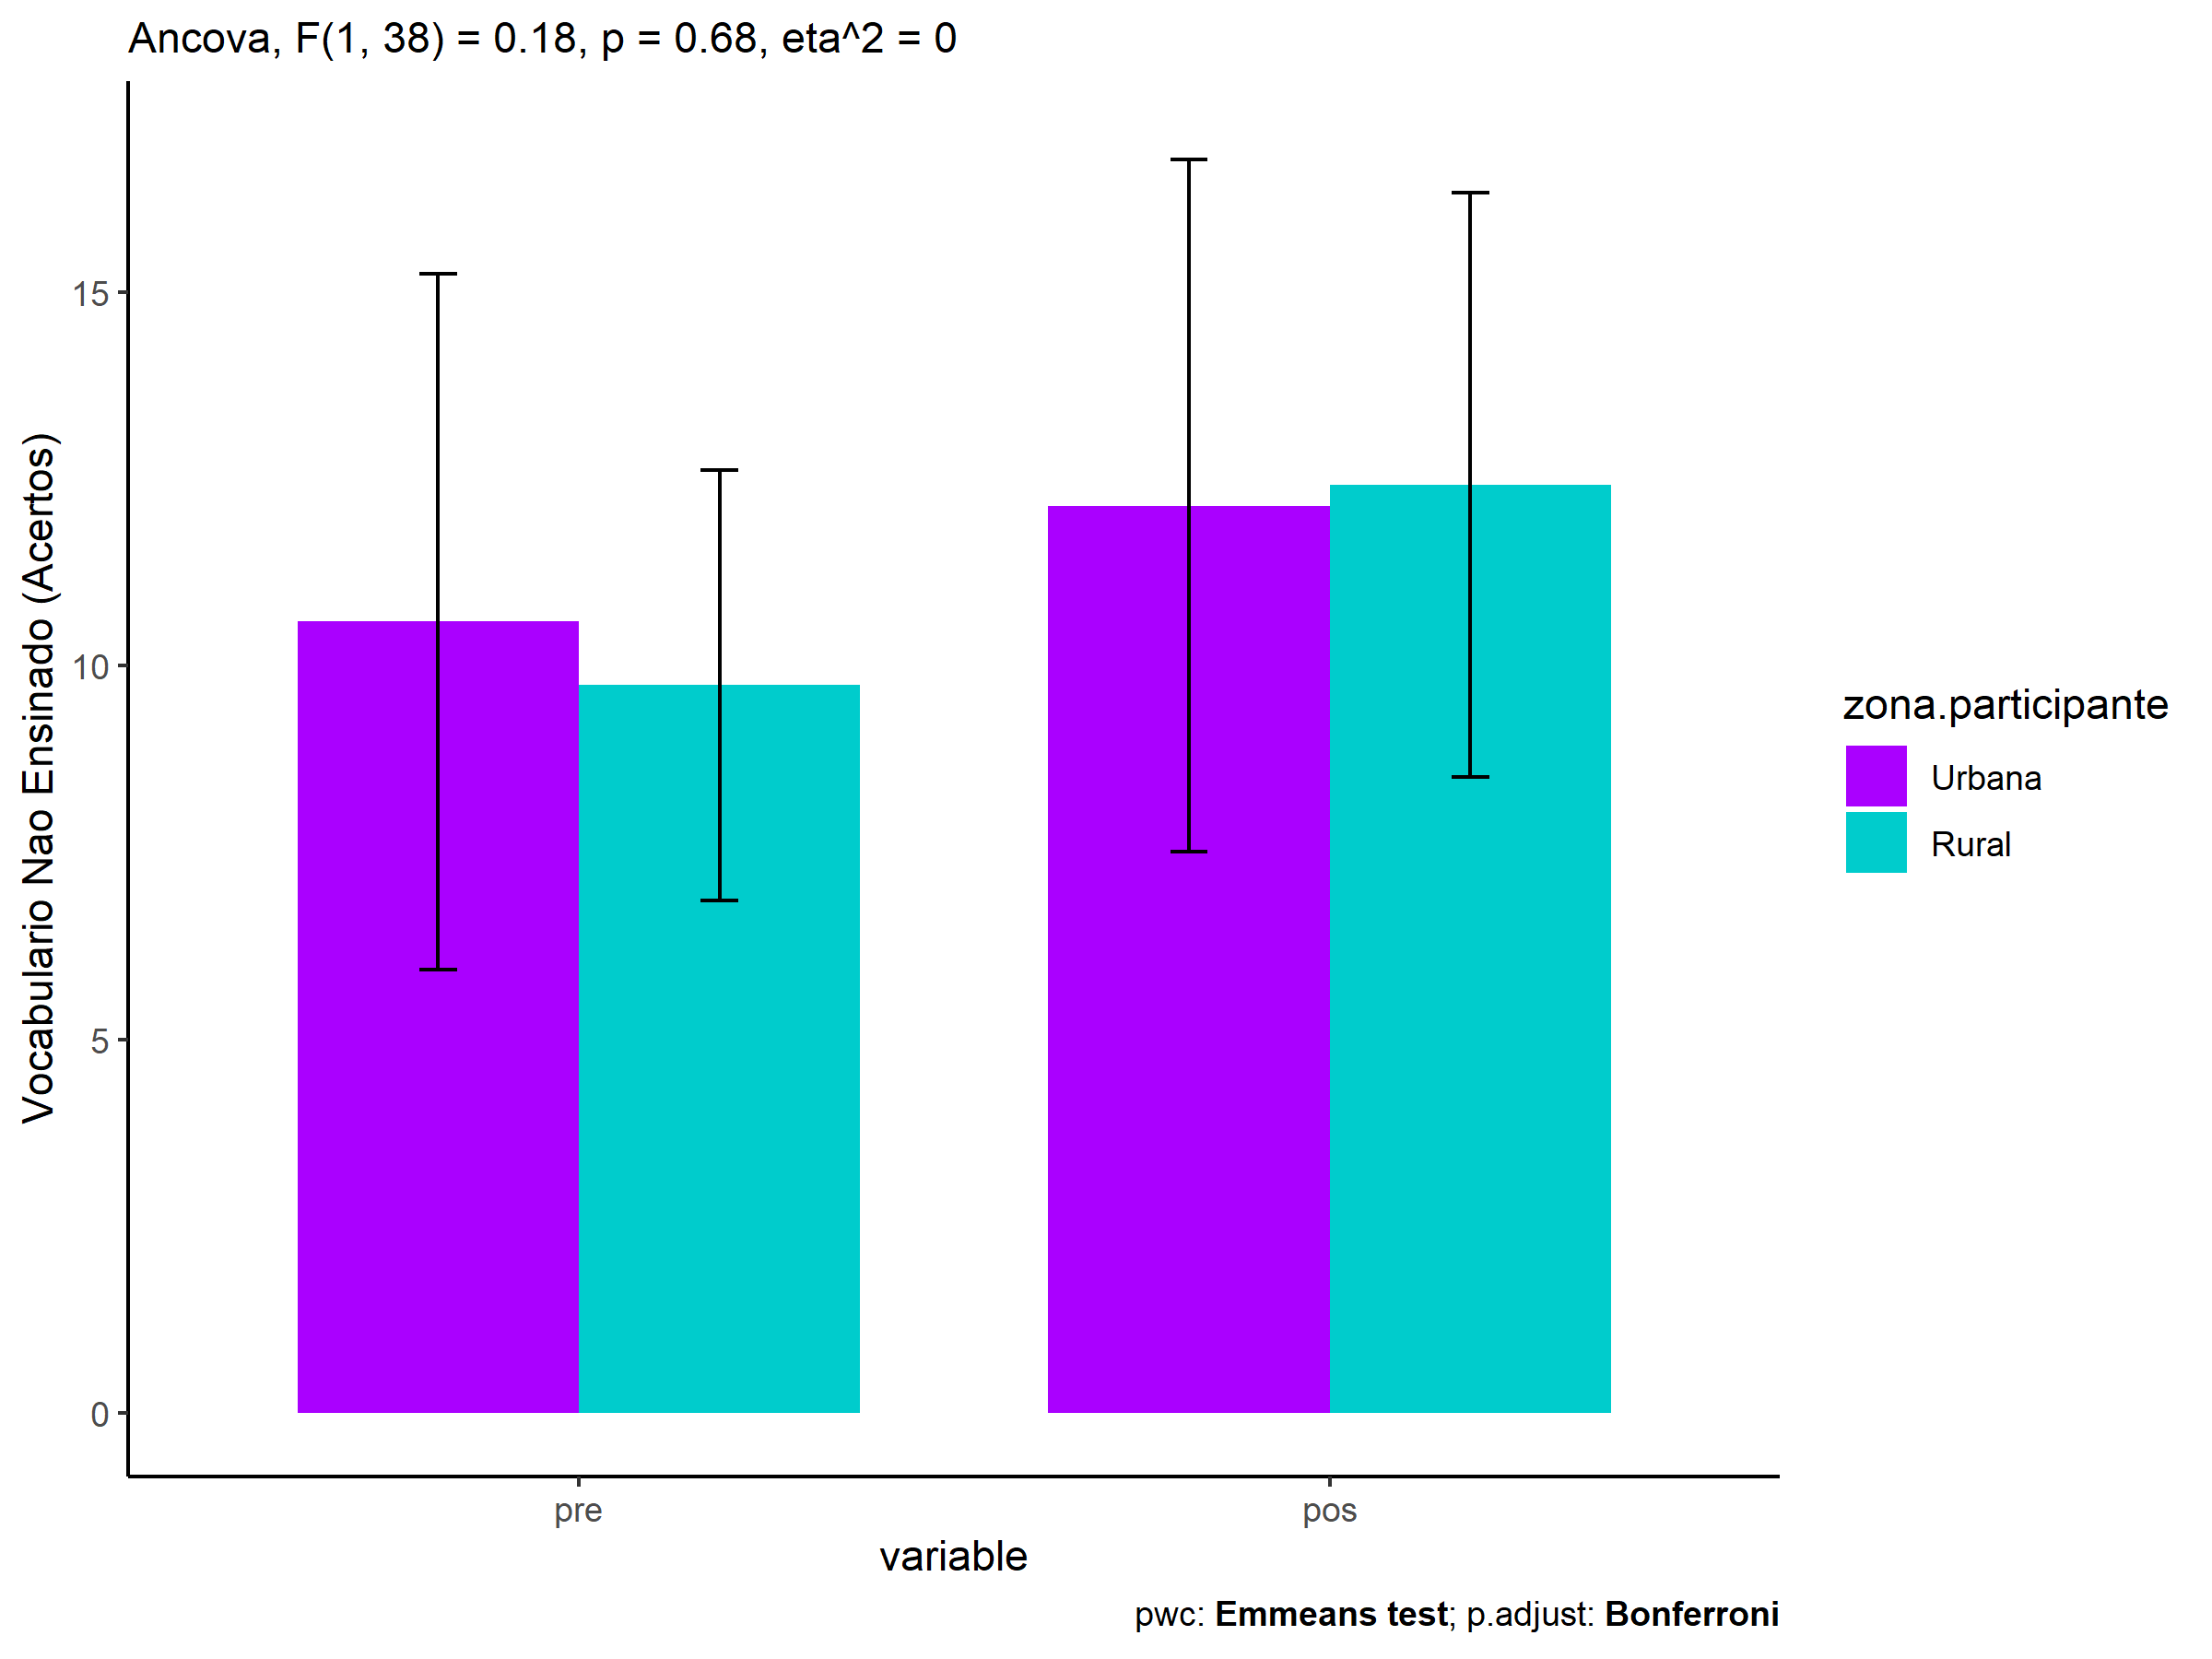 Ancova, F(1, 38) = 0.18, p = 0.68, eta^2 = 0
Vocabulario Nao Ensinado (Acertos)
15
10
5
0
pre
pos
variable
zona.participante
Urbana
Rural
pwc: Emmeans test; p.adjust: Bonferroni